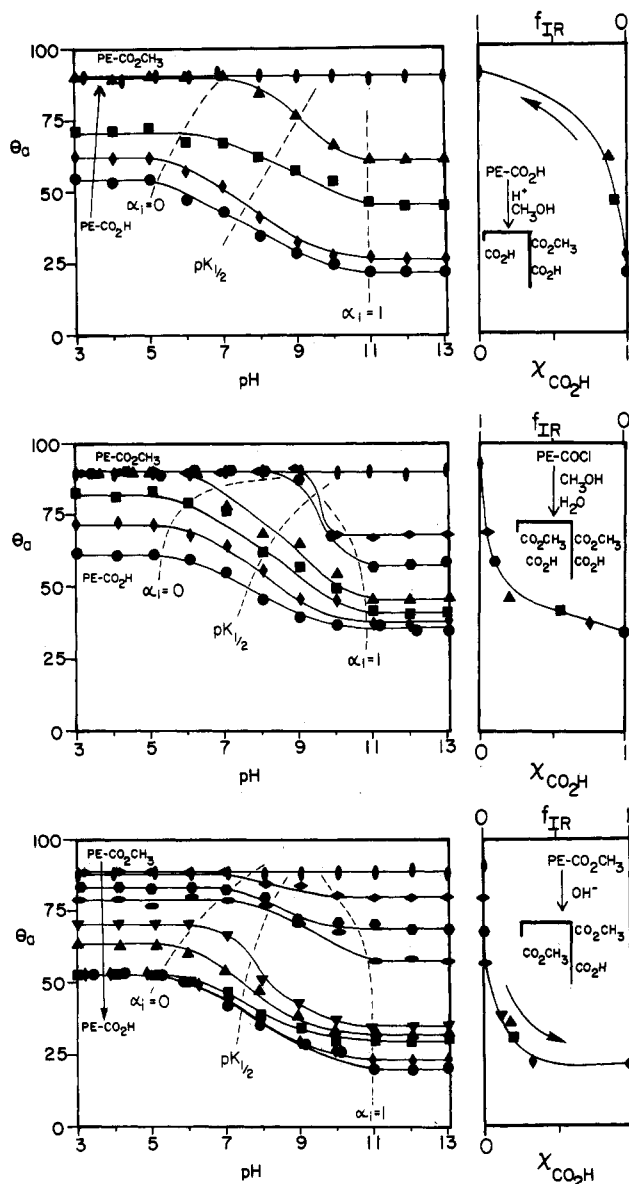 100
75
50
25
0
θa
PE-CO2CH3
PE-CO2H
αi=0
pK1/2
αi=1
3 5 7 9 11 13
pH
fIR
1 0
PE-CO2H
H+
CH3OH
CO2H
CO2CH3
CO2H
0 1
χCO2H
100
75
50
25
0
θa
PE-CO2CH3
PE-CO2H
αi=0
pK1/2
αi=1
3 5 7 9 11 13
pH
fIR
1 0
PE-COCl
CH3OH
H2O
CO2CH3 CO2CH3
CO2H CO2H
0 1
χCO2H
100
75
50
25
0
θa
PE-CO2CH3
PE-CO2H
αi=0
pK1/2
αi=1
3 5 7 9 11 13
pH
0 1
fIR
PE-CO2CH3
OH-
CO2CH3
CO2CH3
CO2H
0 1
χCO2H